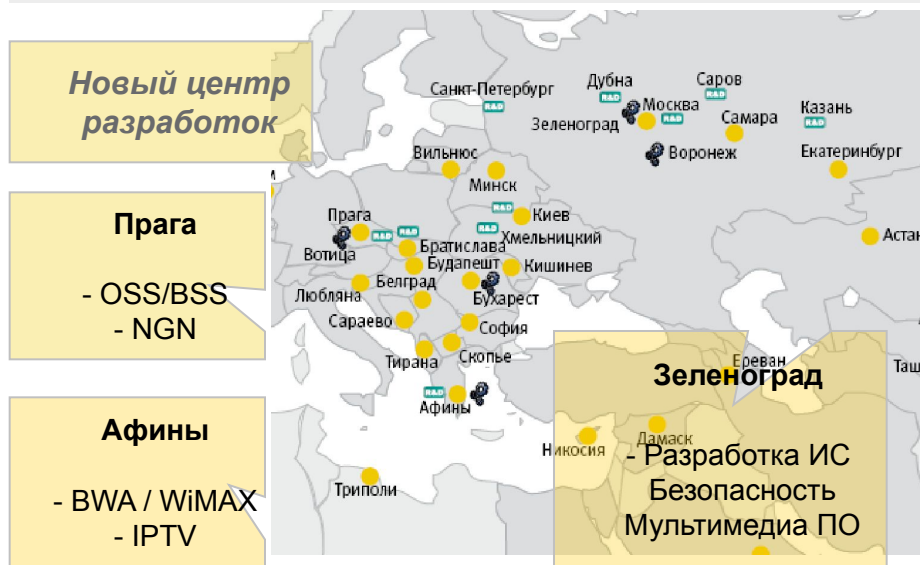 Новый центр
разработок
Прага
- OSS/BSS
- NGN
Афины
- BWA / WiMAX
- IPTV
Санкт-Петербург
R&D
Дубна
R&D
Саров
R&D
Москва
R&D
Зеленоград
Самара
Казань
R&D
Воронеж
Екатеринбург
Вильнюс
Минск
R&D
Киев
R&D
Хмельницкий
Прага
R&D
R&D
Вотица
Братислава
Будапешт
Кишинев
Любляна
Белград
Бухарест
Сараево
София
Тирана
Скопье
R&D
Афины
Никосия
Дамаск
Ереван
Триполи
Зеленоград
- Разработка ИС
Безопасность
Мультимедиа ПО